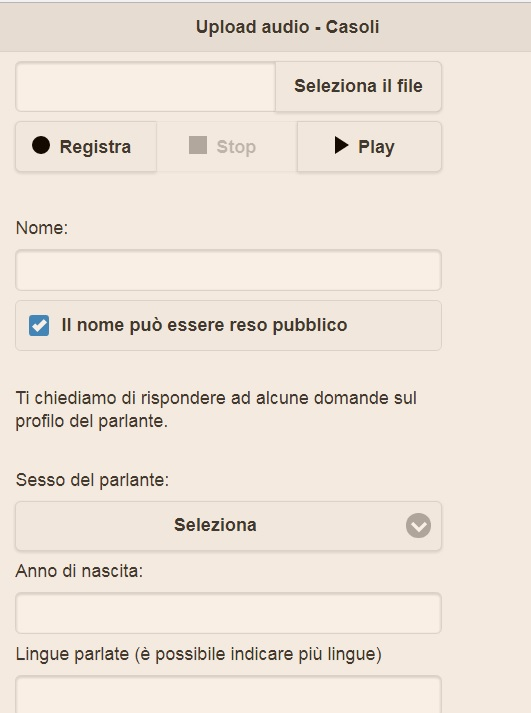 Upload audio - Casoli
Seleziona il file
Registra
Stop
Play
Nome:
Il nome può essere reso pubblico
Ti chiediamo di rispondere ad alcune domande sul
profilo del parlante.
Sesso del parlante:
Seleziona
Anno di nascita:
Lingue parlate (è possibile indicare più lingue)